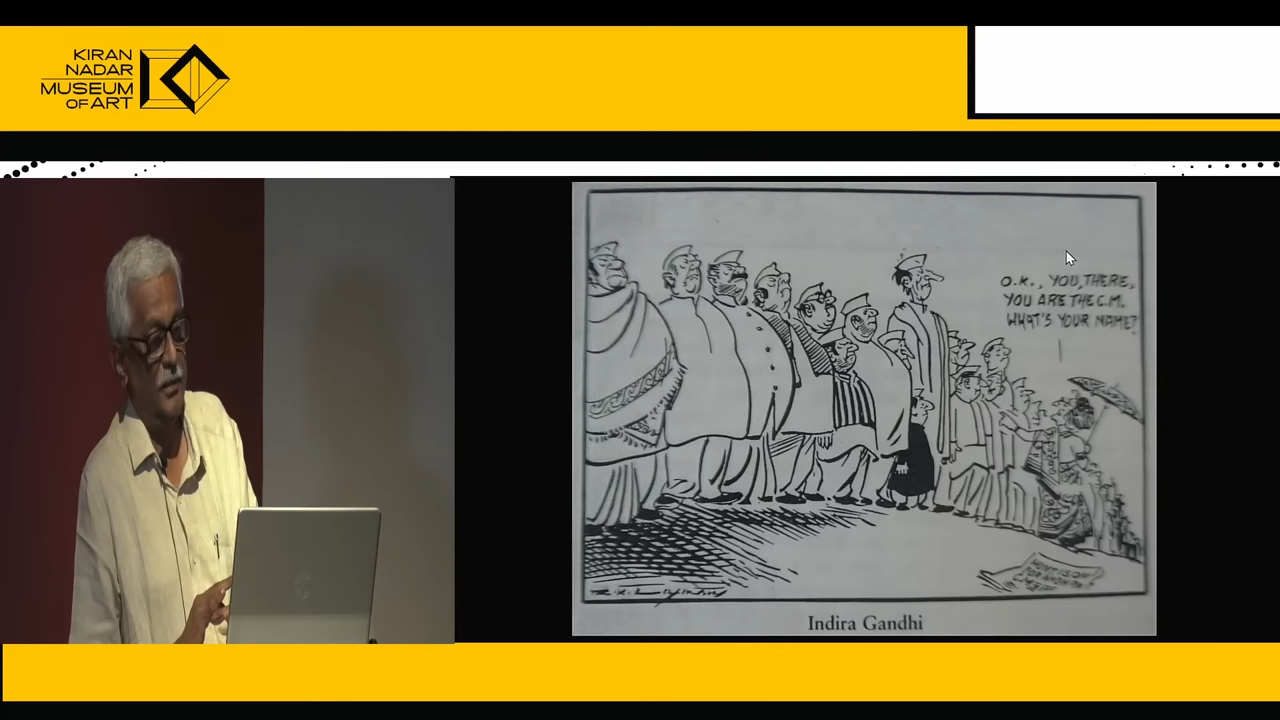 KIRAN
NADAR
MUSEUM
OF ART
O.K., YOU, THERE,
YOU ARE THE C.M.
WHAT'S YOUR NAME?
Indira Gandhi